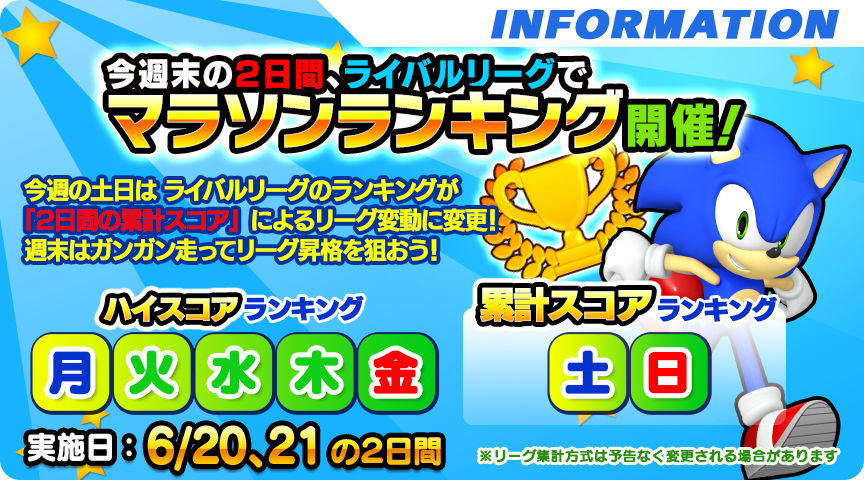 INFORMATION
今週末の2日間、ライバルリーグで
マラソンランキング開催!
今週の土日は ライバルリーグのランキングが
「2日間の累計スコア」によるリーグ変動に変更!
週末はガンガン走ってリーグ昇格を狙おう!
ハイスコアランキング
月 火 水 木 金
累計スコアランキング
土 日
実施日:6/20、21の2日間
※リーグ集計方式は予告なく変更される場合があります